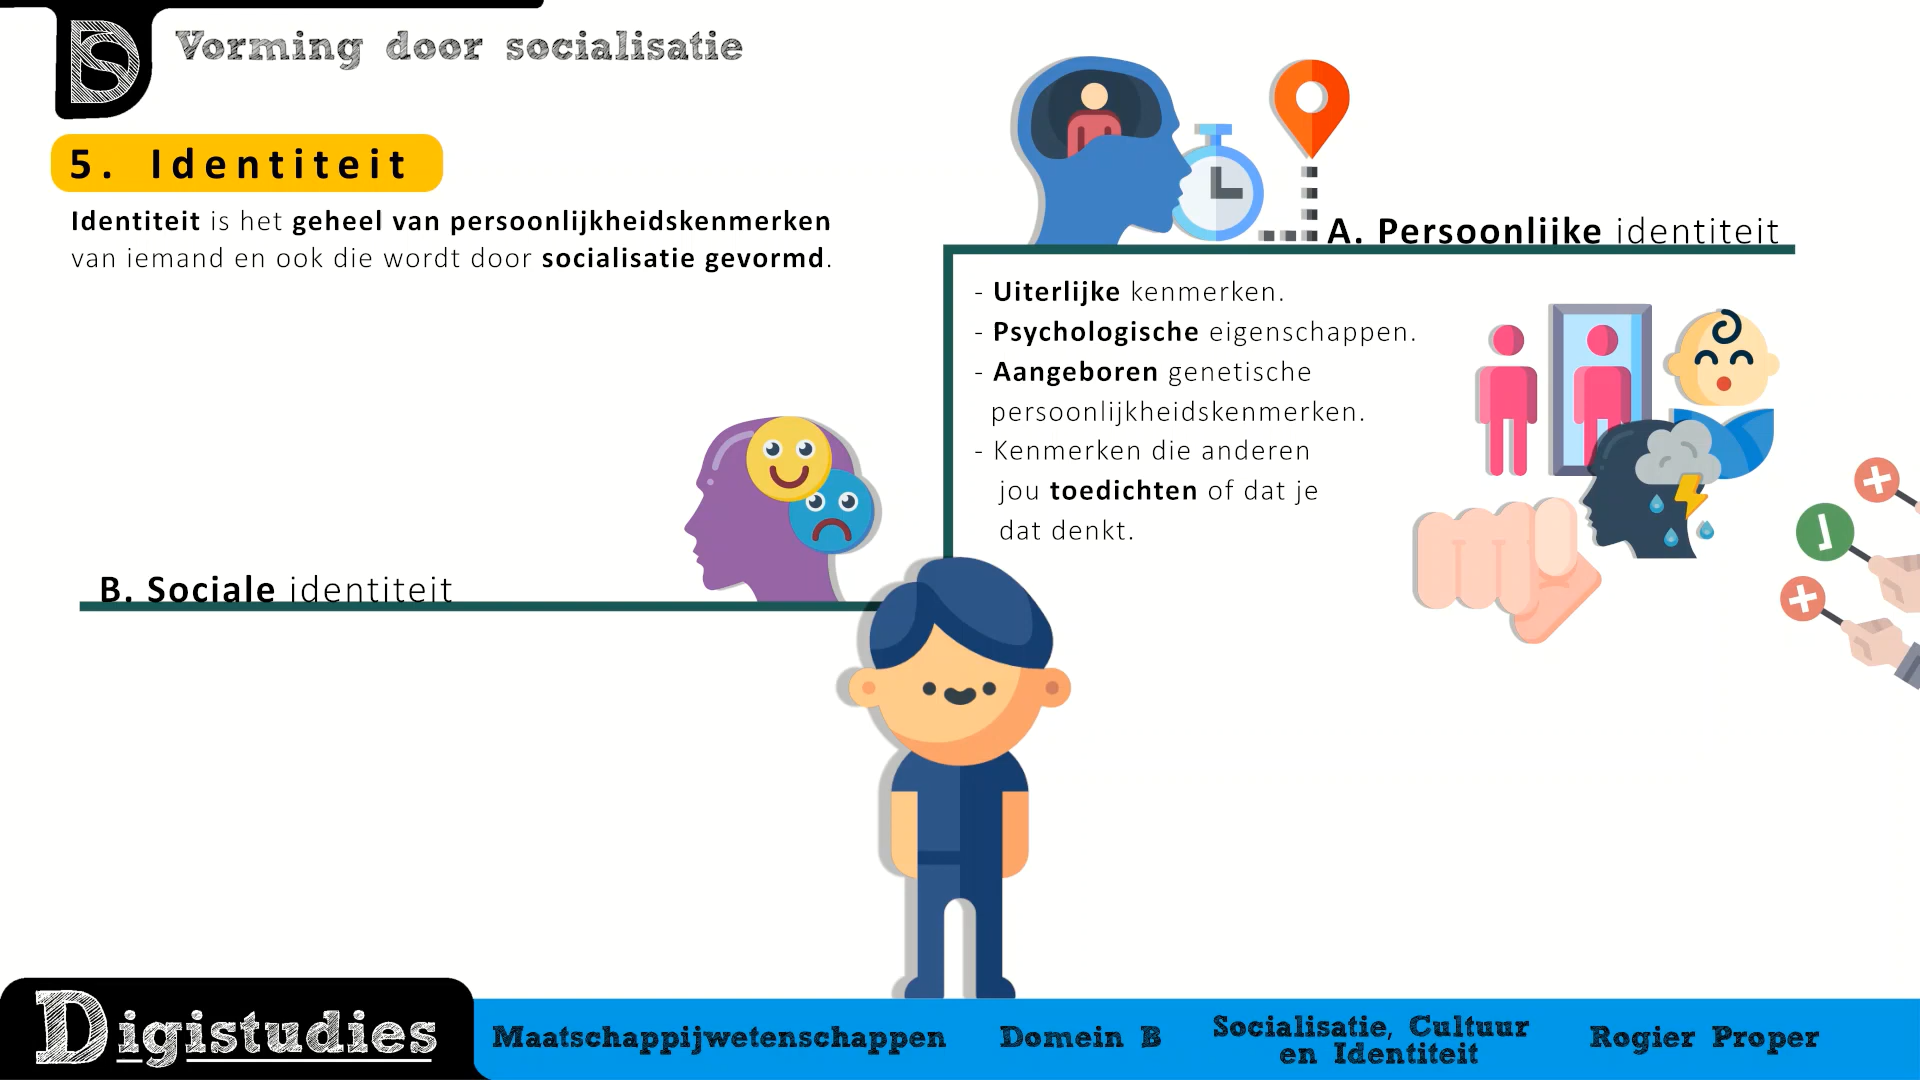 DS
Vorming door socialisatie
5. Identiteit
Identiteit is het geheel van persoonlijkheidskenmerken
van iemand en ook die wordt door socialisatie gevormd.
A. Persoonlijke identiteit
- Uiterlijke kenmerken.
- Psychologische eigenschappen.
- Aangeboren genetische
persoonlijkheidskenmerken.
- Kenmerken die anderen
jou toedichten of dat je
dat denkt.
B. Sociale identiteit
Digistudies
Maatschappijwetenschappen
Domein B
Socialisatie, Cultuur
en Identiteit
Rogier Proper